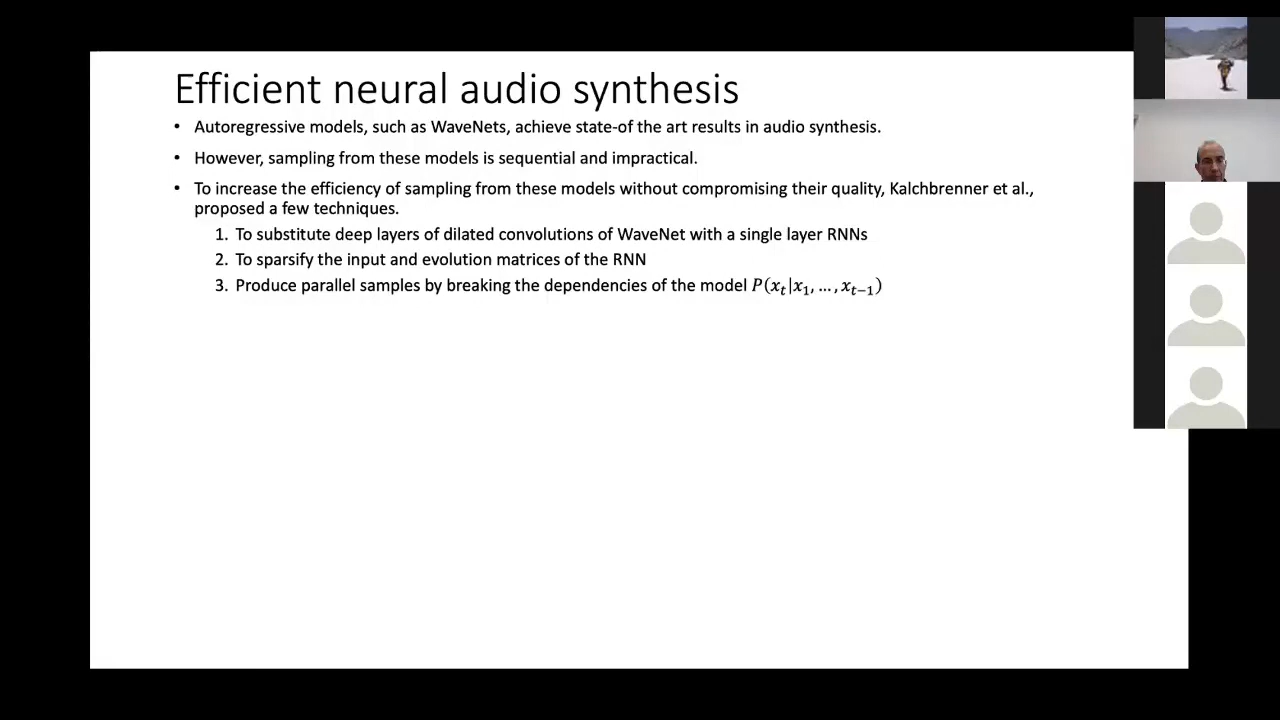 Efficient neural audio synthesis
• Autoregressive models, such as WaveNets, achieve state-of the art results in audio synthesis.
• However, sampling from these models is sequential and impractical.
• To increase the efficiency of sampling from these models without compromising their quality, Kalchbrenner et al.,
proposed a few techniques.
1. To substitute deep layers of dilated convolutions of WaveNet with a single layer RNNs
2. To sparsify the input and evolution matrices of the RNN
3. Produce parallel samples by breaking the dependencies of the model P(xₜ|x₁, …, xₜ₋₁)